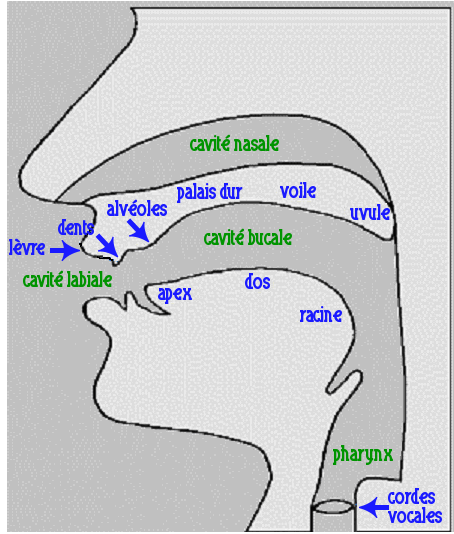 cavité nasale
palais dur
voile
alvéoles
uvule
dents
cavité bucale
lèvre
cavité labiale
dos
apex
racine
pharynx
cordes
vocales